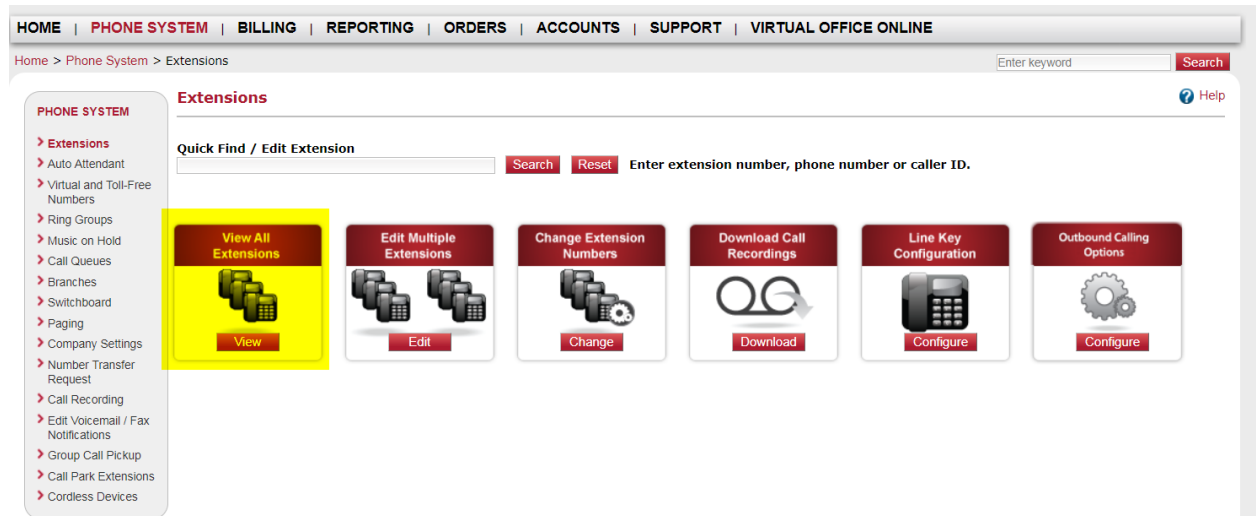 HOME | PHONE SYSTEM | BILLING | REPORTING | ORDERS | ACCOUNTS | SUPPORT | VIRTUAL OFFICE ONLINE
Home > Phone System > Extensions
Enter keyword
Search
PHONE SYSTEM
Extensions
Auto Attendant
Virtual and Toll-Free
Numbers
Ring Groups
Music on Hold
Call Queues
Branches
Switchboard
Paging
Company Settings
Number Transfer
Request
Call Recording
Edit Voicemail / Fax
Notifications
Group Call Pickup
Call Park Extensions
Cordless Devices
Extensions
Help
Quick Find / Edit Extension
Search Reset Enter extension number, phone number or caller ID.
View All
Extensions
View
Edit Multiple
Extensions
Edit
Change Extension
Numbers
Change
Download Call
Recordings
Download
Line Key
Configuration
Configure
Outbound Calling
Options
Configure